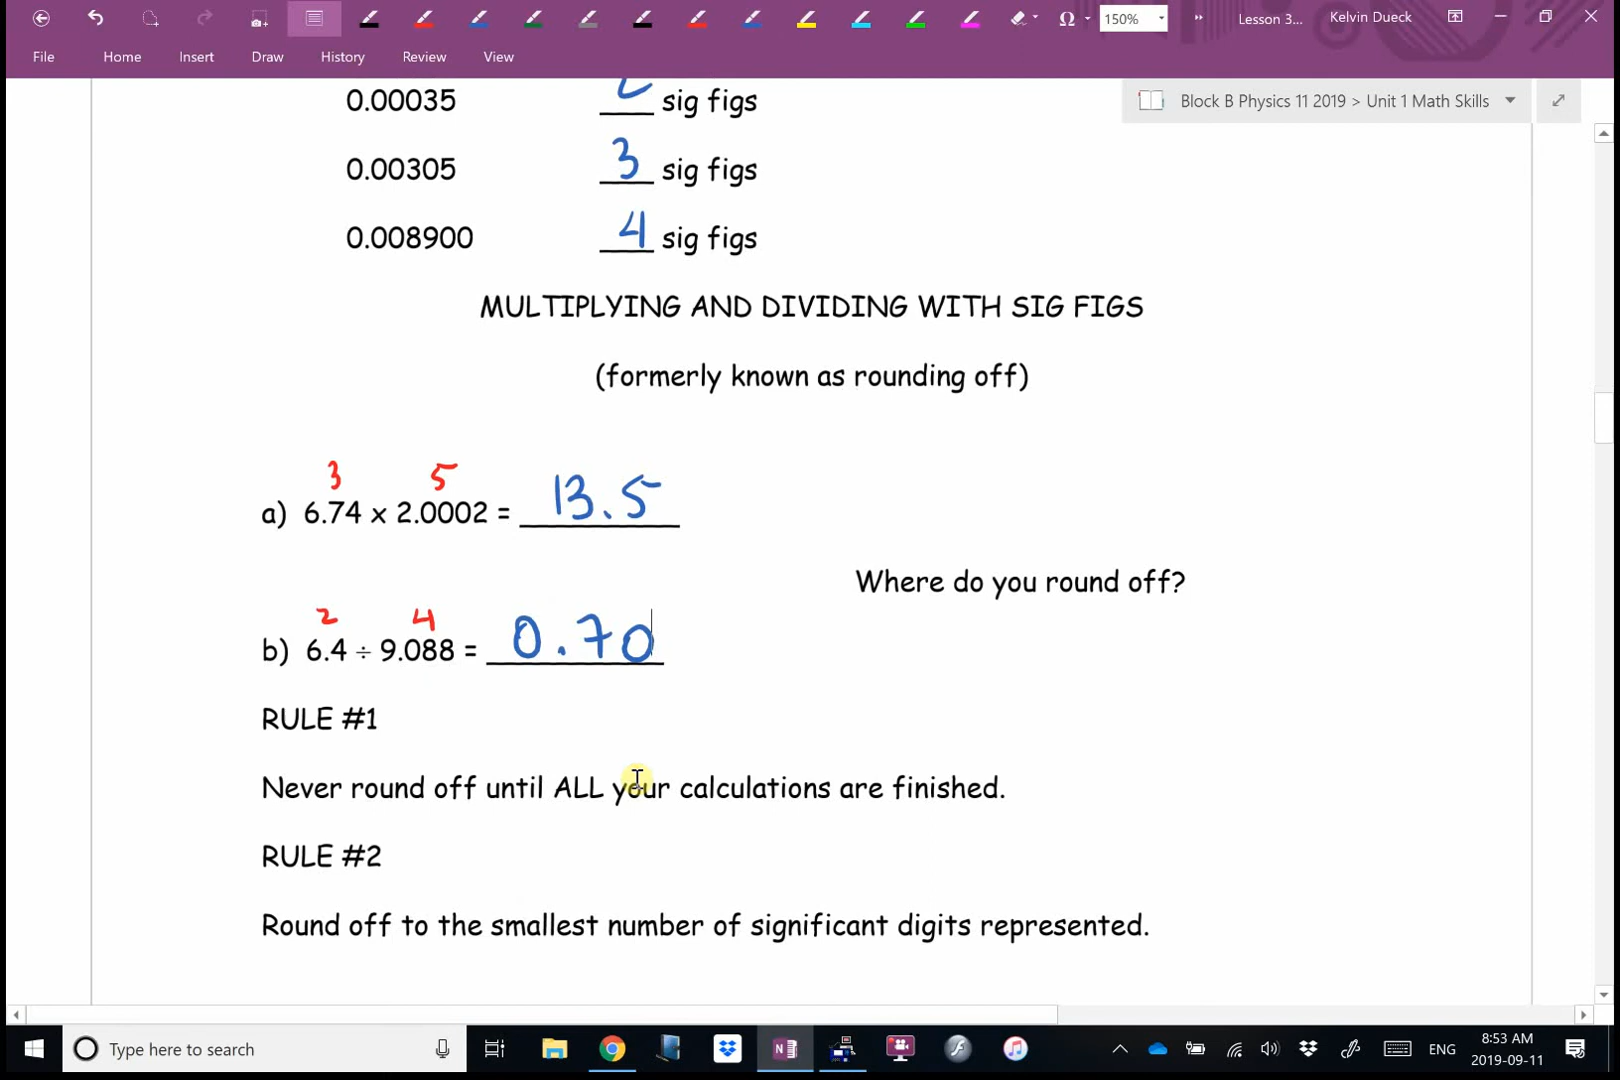 150%
Lesson 3...
Kelvin Dueck
File
Home
Insert
Draw
History
Review
View
Block B Physics 11 2019 > Unit 1 Math Skills
0.00035 2 sig figs
0.00305 3 sig figs
0.008900 4 sig figs
MULTIPLYING AND DIVIDING WITH SIG FIGS
(formerly known as rounding off)
3 5
a) 6.74 x 2.0002 = 13.5
Where do you round off?
2 4
b) 6.4 ÷ 9.088 = 0.70
RULE #1
Never round off until ALL your calculations are finished.
RULE #2
Round off to the smallest number of significant digits represented.
Type here to search
ENG
8:53 AM
2019-09-11